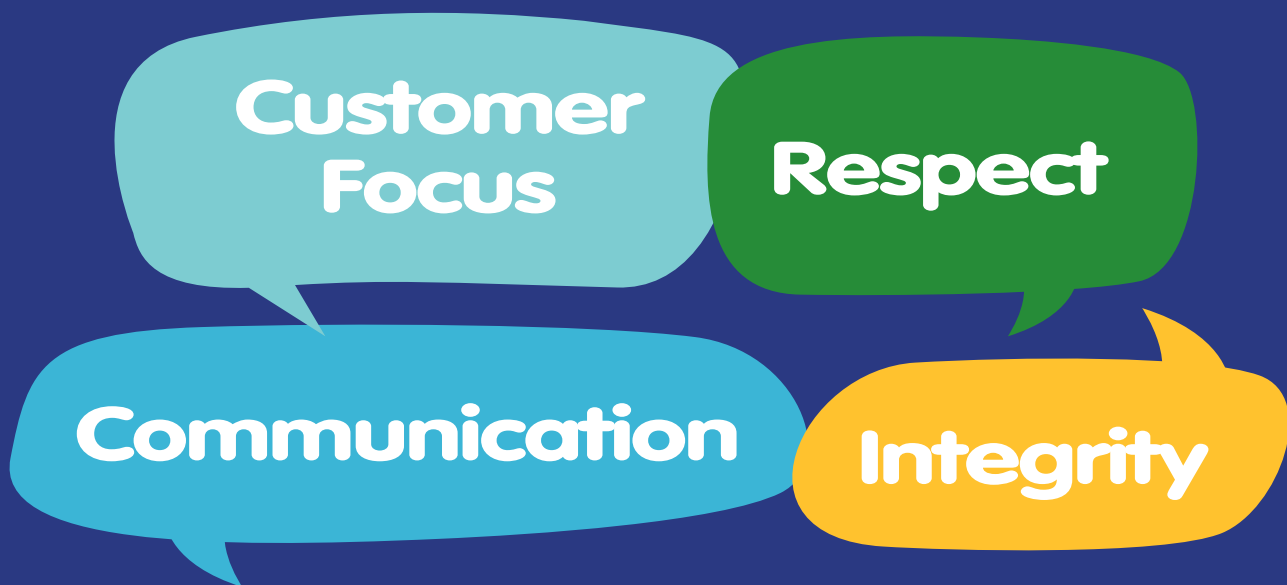 Customer
Focus
Respect
Communication
Integrity